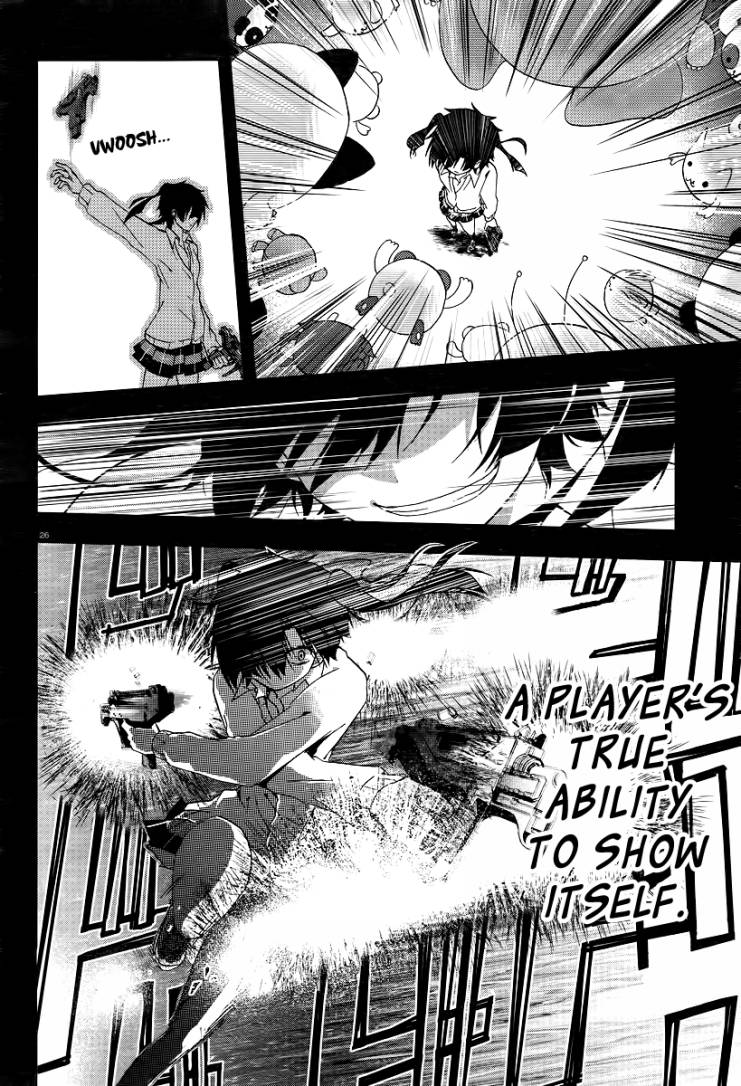 VWOOSH...
26
A PLAYER'S
TRUE
ABILITY
TO SHOW
ITSELF.